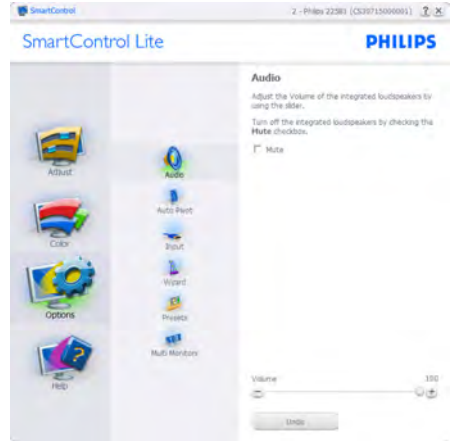 SmartControl
2 - Philips 225B1 (CS30715000001)
? X
SmartControl Lite
PHILIPS
Adjust
Color
Options
Help
Audio
Auto Pivot
Input
Wizard
Presets
Multi Monitors
Audio
Adjust the Volume of the integrated loudspeakers by
using the slider.
Turn off the integrated loudspeakers by checking the
Mute checkbox.
Mute
Volume
100
Undo